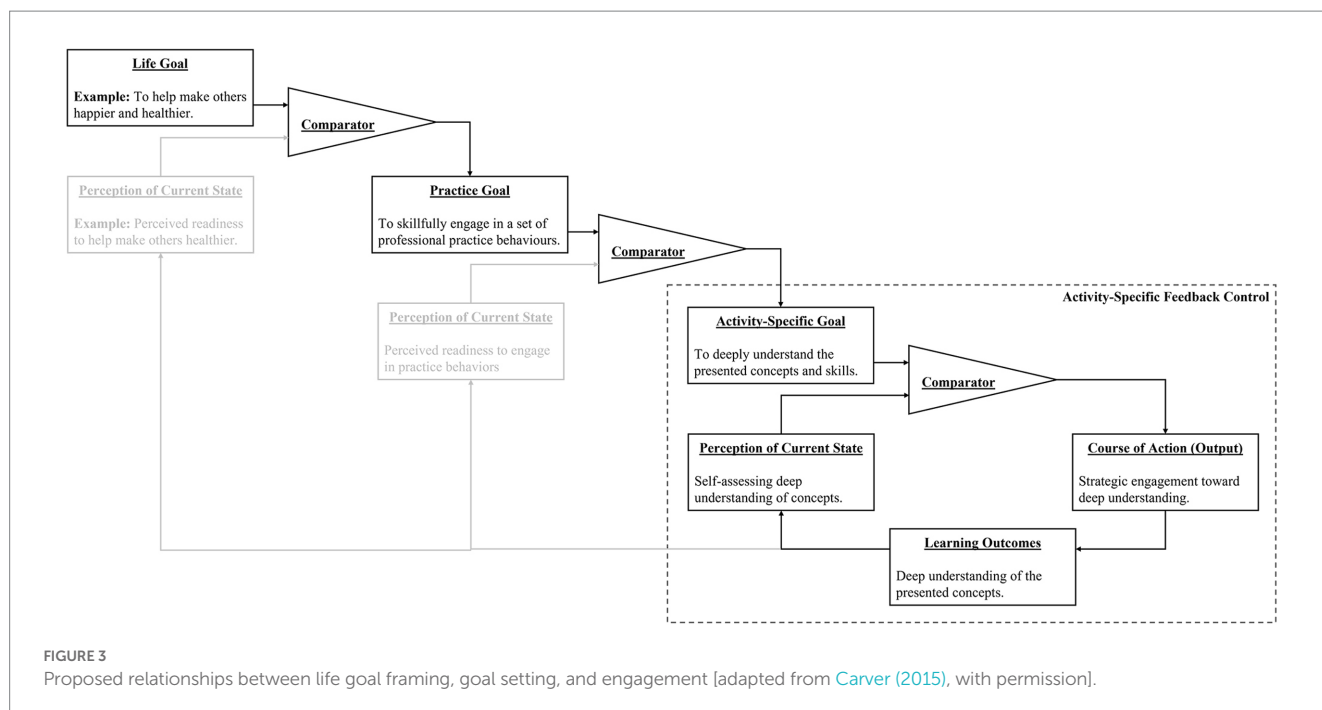 Life Goal
Example: To help make others
happier and healthier.
Comparator
Perception of Current State
Example: Perceived readiness
to help make others healthier.
Practice Goal
To skillfully engage in a set of
professional practice behaviours.
Comparator
Perception of Current State
Perceived readiness to engage
in practice behaviors
Activity-Specific Feedback Control
Activity-Specific Goal
To deeply understand the
presented concepts and skills.
Comparator
Perception of Current State
Self-assessing deep
understanding of concepts.
Course of Action (Output)
Strategic engagement toward
deep understanding.
Learning Outcomes
Deep understanding of the
presented concepts.
FIGURE 3
Proposed relationships between life goal framing, goal setting, and engagement [adapted from Carver (2015), with permission].